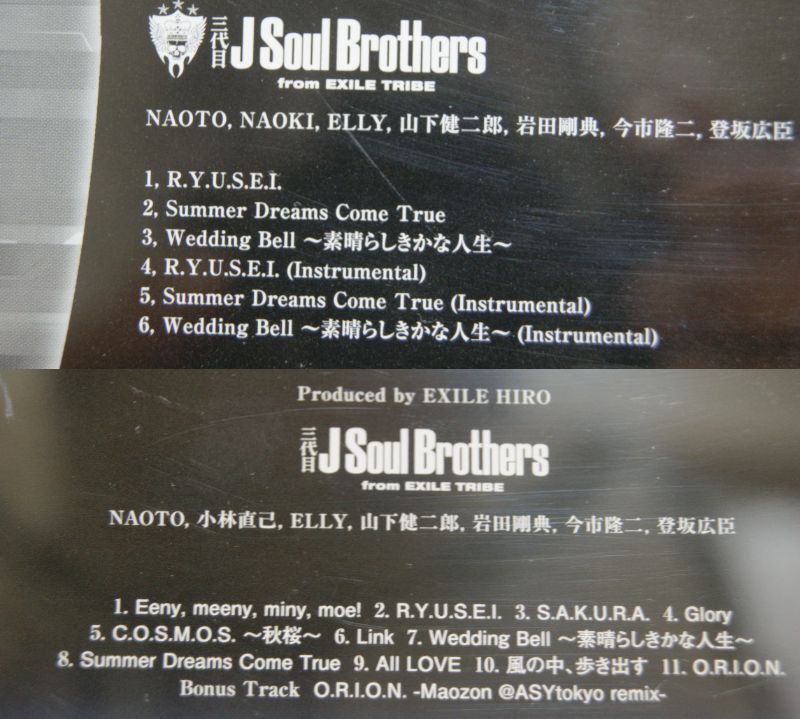 三代目 J Soul Brothers
from EXILE TRIBE
NAOTO, NAOKI, ELLY, 山下健二郎, 岩田剛典, 今市隆二, 登坂広臣
1, R.Y.U.S.E.I.
2, Summer Dreams Come True
3, Wedding Bell ～素晴らしきかな人生～
4, R.Y.U.S.E.I. (Instrumental)
5, Summer Dreams Come True (Instrumental)
6, Wedding Bell ～素晴らしきかな人生～ (Instrumental)
Produced by EXILE HIRO
三代目 J Soul Brothers
from EXILE TRIBE
NAOTO, 小林直己, ELLY, 山下健二郎, 岩田剛典, 今市隆二, 登坂広臣
1. Eeny, meeny, miny, moe! 2. R.Y.U.S.E.I. 3. S.A.K.U.R.A. 4. Glory
5. C.O.S.M.O.S. ～秋桜～ 6. Link 7. Wedding Bell ～素晴らしきかな人生～
8. Summer Dreams Come True 9. All LOVE 10. 風の中、歩き出す 11. O.R.I.O.N.
Bonus Track O.R.I.O.N. -Maozon @ASYtokyo remix-